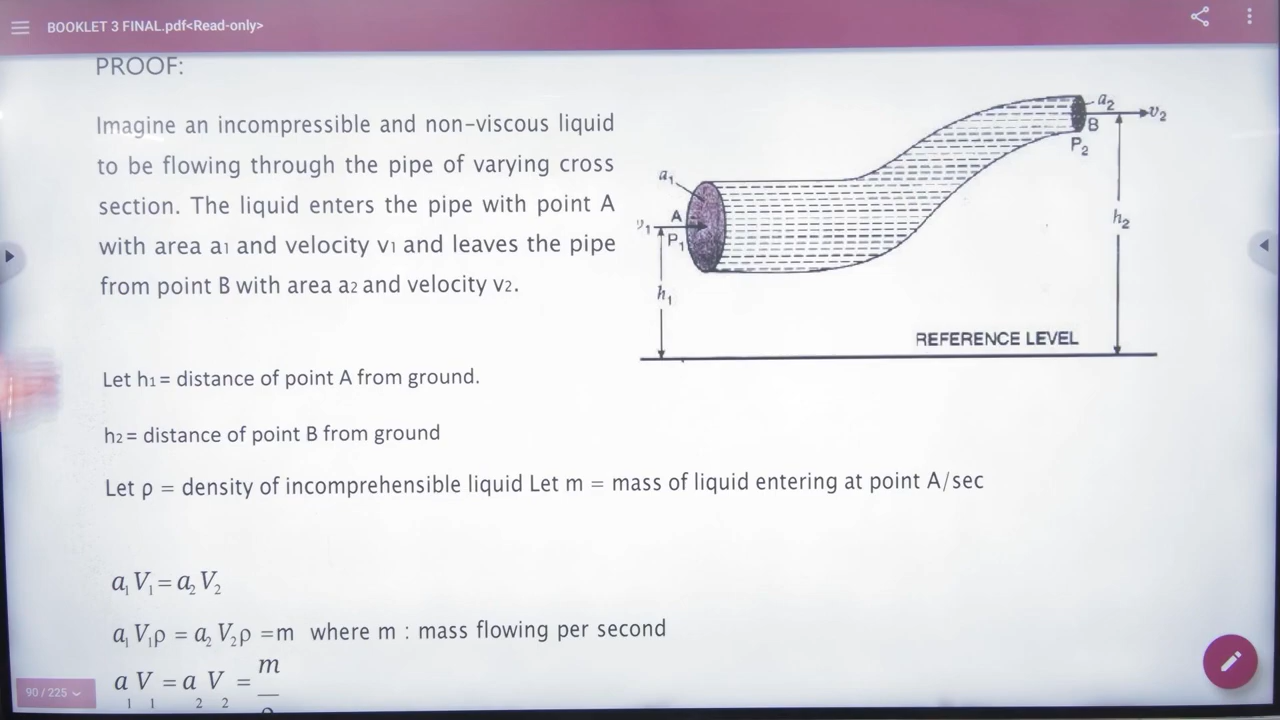 BOOKLET 3 FINAL.pdf<Read-only>
PROOF:
Imagine an incompressible and non-viscous liquid
to be flowing through the pipe of varying cross
section. The liquid enters the pipe with point A
with area a₁ and velocity v₁ and leaves the pipe
from point B with area a₂ and velocity v₂.
a₁
A
v₁
P₁
h₁
a₂
v₂
B
P₂
h₂
REFERENCE LEVEL
Let h₁ = distance of point A from ground.
h₂ = distance of point B from ground
Let ρ = density of incomprehensible liquid Let m = mass of liquid entering at point A/sec
a₁V₁ = a₂V₂
a₁V₁ρ = a₂V₂ρ =m where m : mass flowing per second
a₁V₁ = a₂V₂ = m
90 / 225